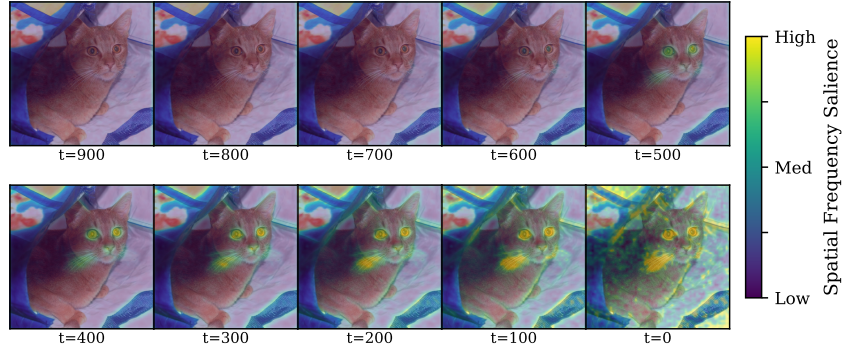 t=900 t=800 t=700 t=600 t=500
t=400 t=300 t=200 t=100 t=0
High
Med
Low
Spatial Frequency Salience